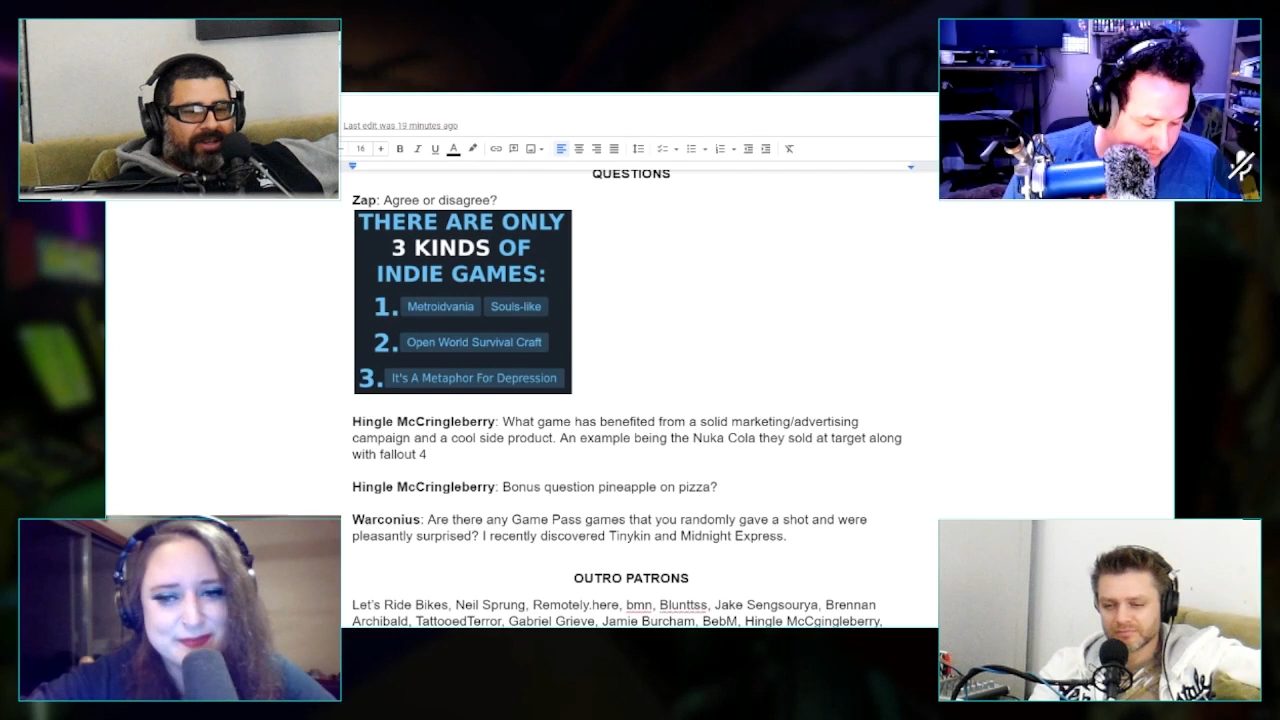 Last edit was 19 minutes ago
16
QUESTIONS
Zap: Agree or disagree?
THERE ARE ONLY
3 KINDS OF
INDIE GAMES:
1. Metroidvania Souls-like
2. Open World Survival Craft
3. It's A Metaphor For Depression
Hingle McCringleberry: What game has benefited from a solid marketing/advertising
campaign and a cool side product. An example being the Nuka Cola they sold at target along
with fallout 4
Hingle McCringleberry: Bonus question pineapple on pizza?
Warconius: Are there any Game Pass games that you randomly gave a shot and were
pleasantly surprised? I recently discovered Tinykin and Midnight Express.
OUTRO PATRONS
Let's Ride Bikes, Neil Sprung, Remotely.here, bmn, Blunttss, Jake Sengsourya, Brennan
Archibald, TattooedTerror, Gabriel Grieve, Jamie Burcham, BebM, Hingle McCgingleberry,